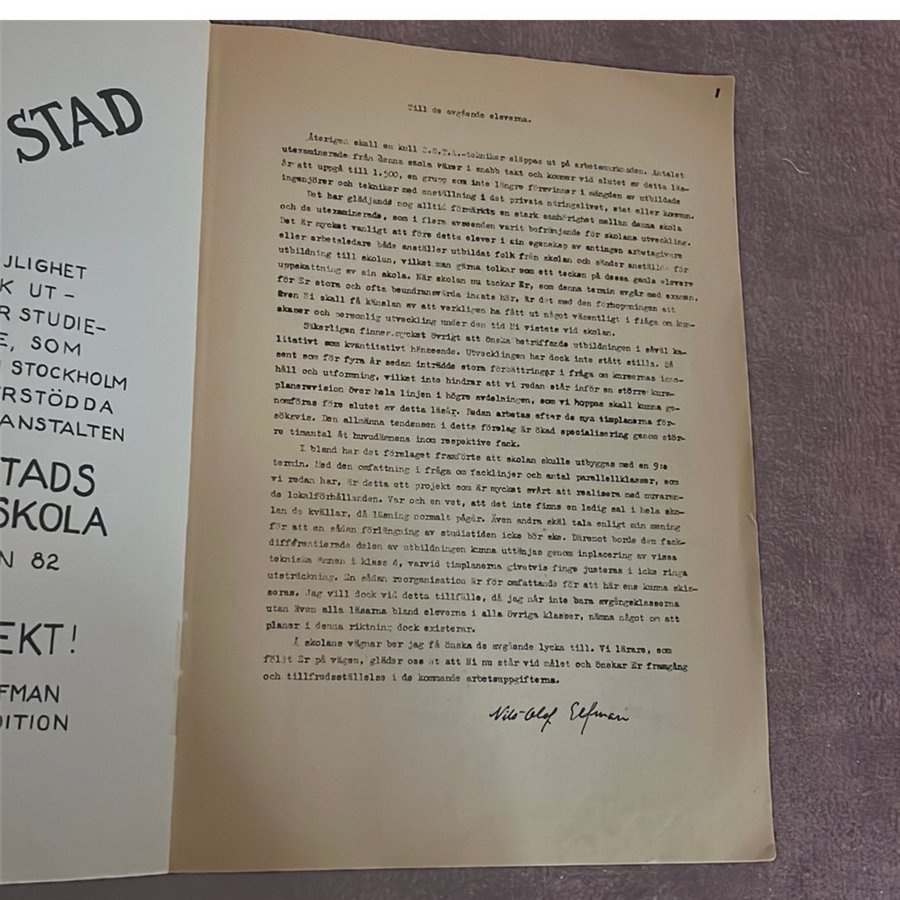 STAD
JLIGHET
K UT-
R STUDIE-
E, SOM
STOCKHOLM
ERSTÖDDA
ANSTALTEN
STADS
SKOLA
N 82
EKT!
FMAN
DITION
1
Till de avgående eleverna.
Återigen skall en kull S.S.T.A.-tekniker släppas ut på arbetsmarknaden. Antalet
utexaminerade från denna skola växer i snabb takt och kommer vid slutet av detta läs-
år att uppgå till 1.500, en grupp som inte längre försvinner i mängden av utbildade
ingenjörer och tekniker med anställning i det privata näringslivet, stat eller kommun.
Det har glädjande nog alltid förmärkts en stark samhörighet mellan denna skola
och de utexaminerade, som i flera avseenden varit befrämjande för skolans utveckling.
Det är mycket vanligt att före detta elever i sin egenskap av antingen arbetsgivare
eller arbetsledare både anställer utbildat folk från skolan och sänder anställda för
utbildning till skolan, vilket man gärna tolkar som ett tecken på dessa gamla elevers
uppskattning av sin skola. När skolan nu tackar Er, som denna termin avgår med examen,
för Er stora och ofta beundransvärda insats här, är det med den förhoppningen att
även Ni skall få känslan av att verkligen ha fått ut något väsentligt i fråga om kun-
skaper och personlig utveckling under den tid Ni vistats vid skolan.
Säkerligen finnes mycket övrigt att önska beträffande utbildningen i såväl kva-
litativt som kvantitativt hänseende. Utvecklingen har dock inte stått stilla. Så
sent som för fyra år sedan inträdde stora förbättringar i fråga om kursernas inne-
håll och utformning, vilket inte hindrar att vi redan står inför en större kurs-
plansrevision över hela linjen i högre avdelningen, som vi hoppas skall kunna ge-
nomföras före slutet av detta läsår. Redan arbetas efter de nya timplanerna för-
söksvis. Den allmänna tendensen i detta förslag är ökad specialisering genom stör-
re timantal åt huvudämnena inom respektive fack.
I bland har det förslaget framförts att skolan skulle utbyggas med en 9:e
termin. Med den omfattning i fråga om facklinjer och antal parallellklasser, som
vi redan har, är detta ett projekt som är mycket svårt att realisera med nuvaran-
de lokalförhållanden. Var och en vet, att det inte finns en ledig sal i hela sko-
lan de kvällar, då läsning normalt pågår. Även andra skäl tala enligt min mening
för att en sådan förlängning av studietiden icke bör ske. Däremot borde den fack-
differentierade delen av utbildningen kunna uttänjas genom inplacering av vissa
tekniska ämnen i klass 4, varvid timplanerna givetvis finge justeras i icke ringa
utsträckning. En sådan reorganisation är för omfattande för att här ens kunna skis-
seras. Jag vill dock vid detta tillfälle, då jag når inte bara avgångsklasserna
utan även alla läsarna bland eleverna i alla övriga klasser, nämna något om att
planer i denna riktning dock existerar.
Å skolans vägnar ber jag få önska de avgående lycka till. Vi lärare, som
följt Er på vägen, gläder oss åt att Ni nu står vid målet och önskar Er framgång
och tillfredsställelse i de kommande arbetsuppgifterna.
Nils-Olof Elfman